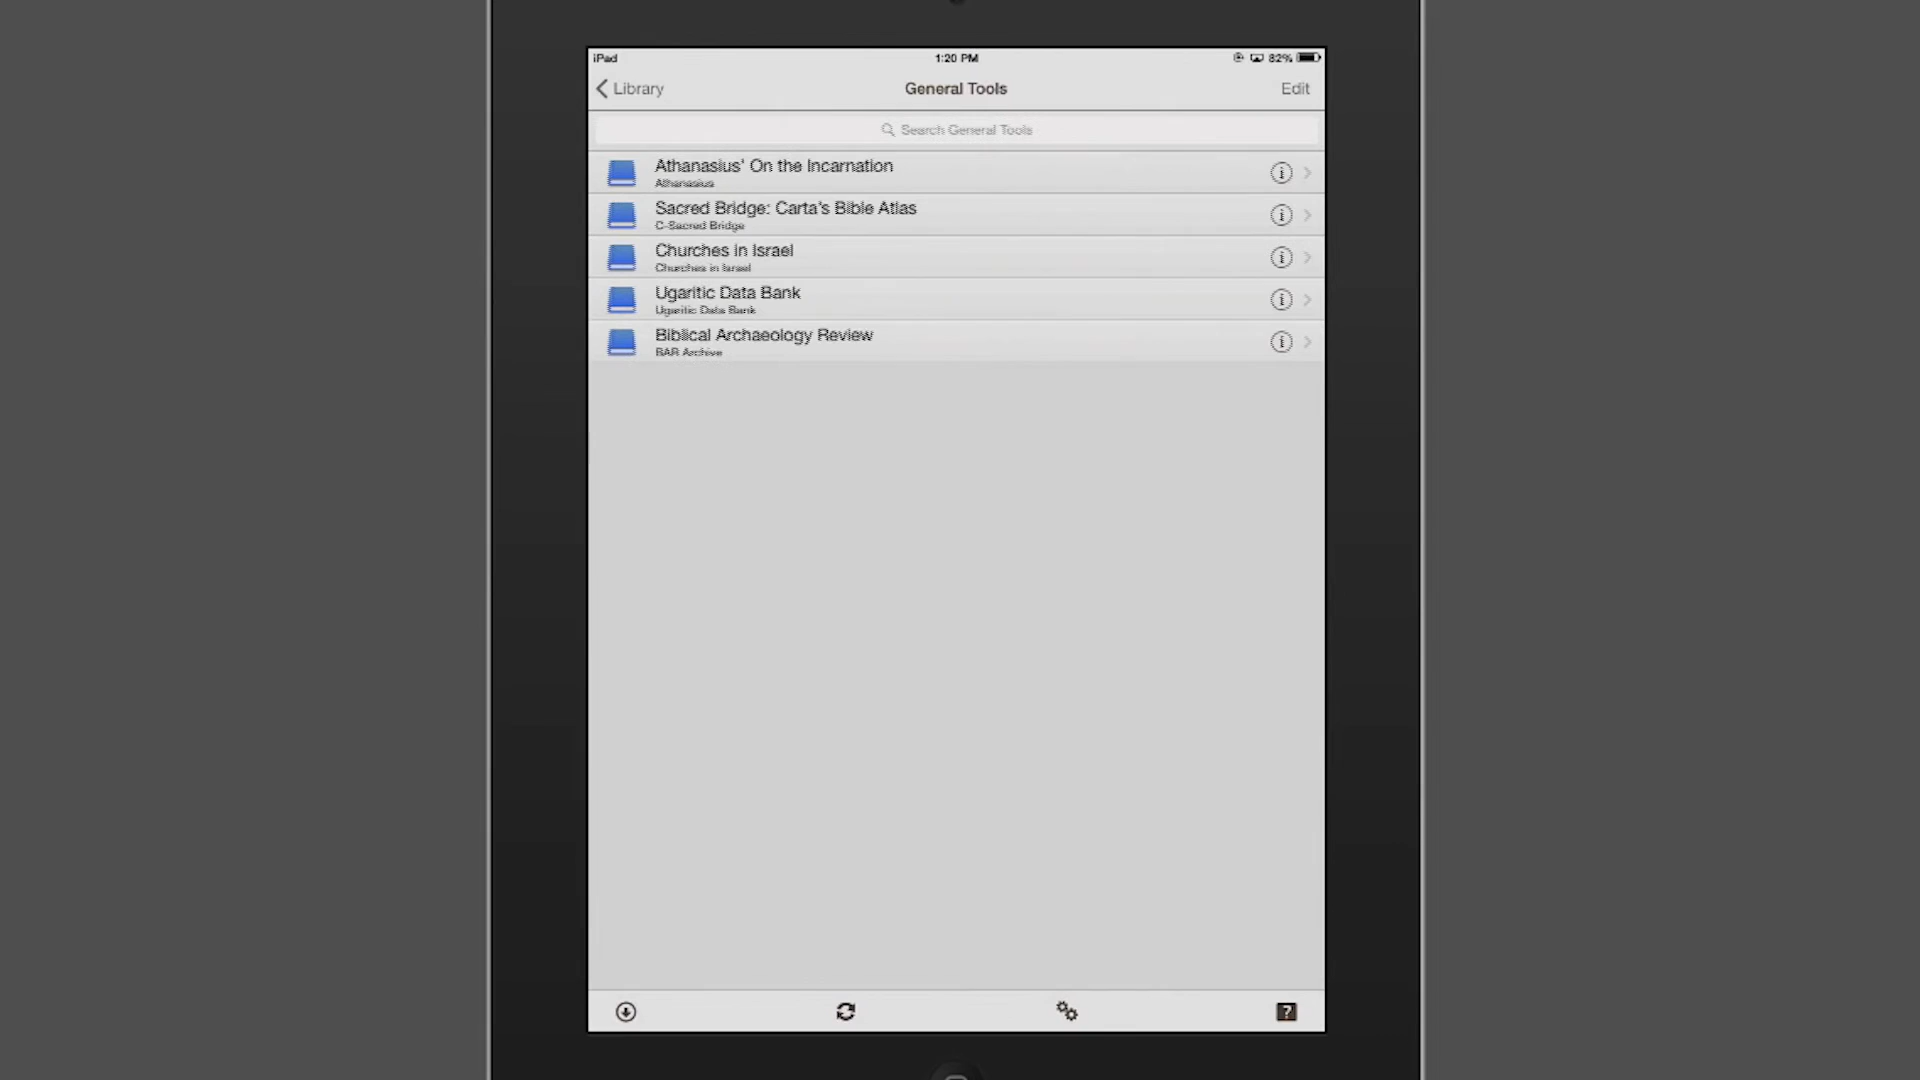 iPad
1:20 PM
82%
Library
General Tools
Edit
Search General Tools
Athanasius' On the Incarnation
Athanasius
Sacred Bridge: Carta's Bible Atlas
C-Sacred Bridge
Churches in Israel
Churches in Israel
Ugaritic Data Bank
Ugaritic Data Bank
Biblical Archaeology Review
BAR Archive
?